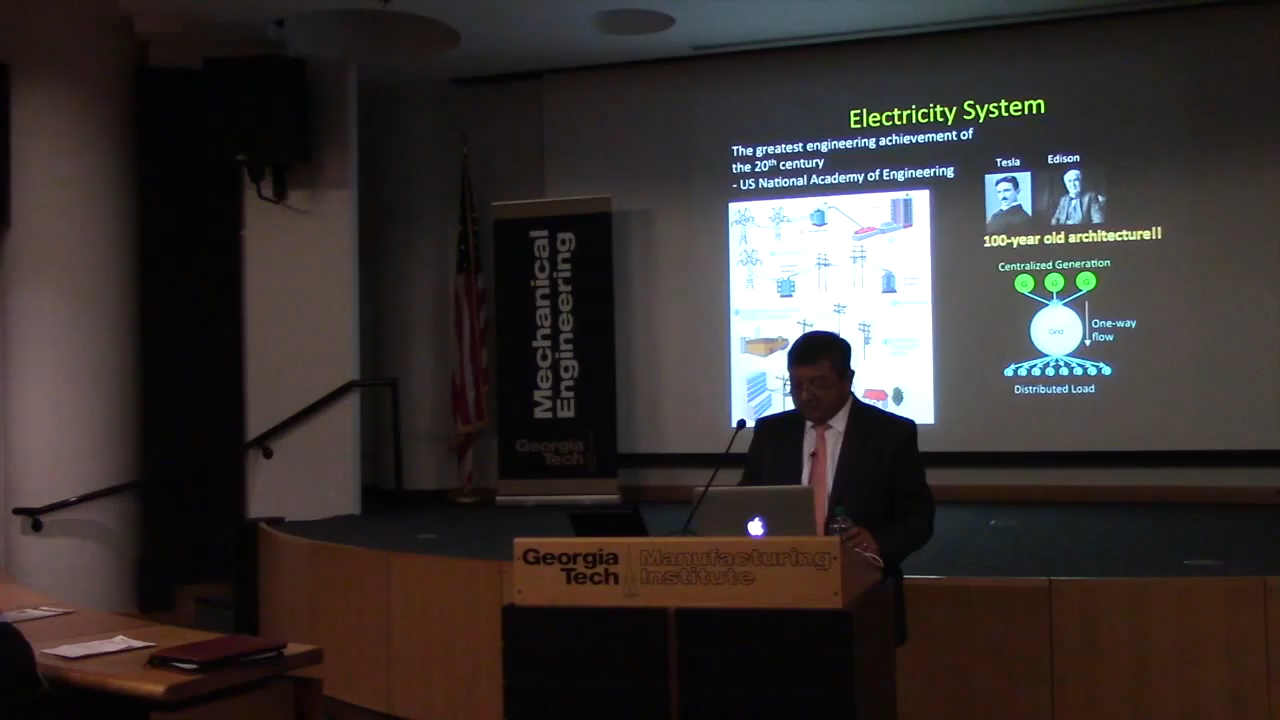 Electricity System
The greatest engineering achievement of
the 20th century
- US National Academy of Engineering
Tesla
Edison
100-year old architecture!!
Centralized Generation
G G G
Grid
One-way
flow
Distributed Load
Mechanical
Engineering
Georgia
Tech
Georgia
Tech
Manufacturing
Institute